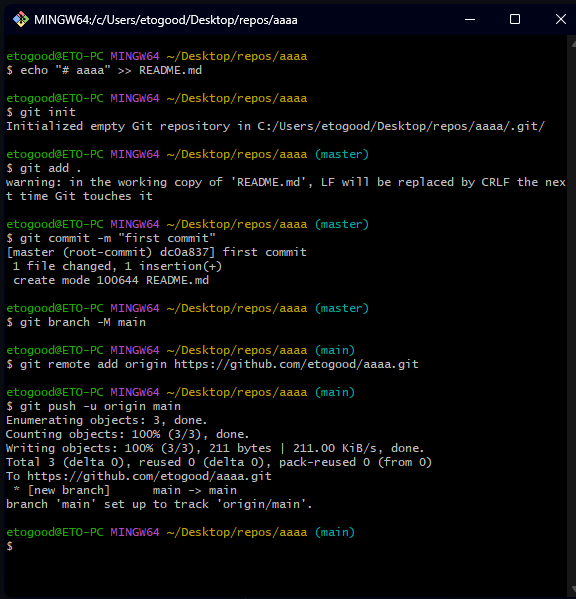 MINGW64:/c/Users/etogood/Desktop/repos/aaaa
etogood@ETO-PC MINGW64 ~/Desktop/repos/aaaa
$ echo "# aaaa" >> README.md
etogood@ETO-PC MINGW64 ~/Desktop/repos/aaaa
$ git init
Initialized empty Git repository in C:/Users/etogood/Desktop/repos/aaaa/.git/
etogood@ETO-PC MINGW64 ~/Desktop/repos/aaaa (master)
$ git add .
warning: in the working copy of 'README.md', LF will be replaced by CRLF the nex
t time Git touches it
etogood@ETO-PC MINGW64 ~/Desktop/repos/aaaa (master)
$ git commit -m "first commit"
[master (root-commit) dc0a837] first commit
 1 file changed, 1 insertion(+)
 create mode 100644 README.md
etogood@ETO-PC MINGW64 ~/Desktop/repos/aaaa (master)
$ git branch -M main
etogood@ETO-PC MINGW64 ~/Desktop/repos/aaaa (main)
$ git remote add origin https://github.com/etogood/aaaa.git
etogood@ETO-PC MINGW64 ~/Desktop/repos/aaaa (main)
$ git push -u origin main
Enumerating objects: 3, done.
Counting objects: 100% (3/3), done.
Writing objects: 100% (3/3), 211 bytes | 211.00 KiB/s, done.
Total 3 (delta 0), reused 0 (delta 0), pack-reused 0 (from 0)
To https://github.com/etogood/aaaa.git
 * [new branch]      main -> main
branch 'main' set up to track 'origin/main'.
etogood@ETO-PC MINGW64 ~/Desktop/repos/aaaa (main)
$